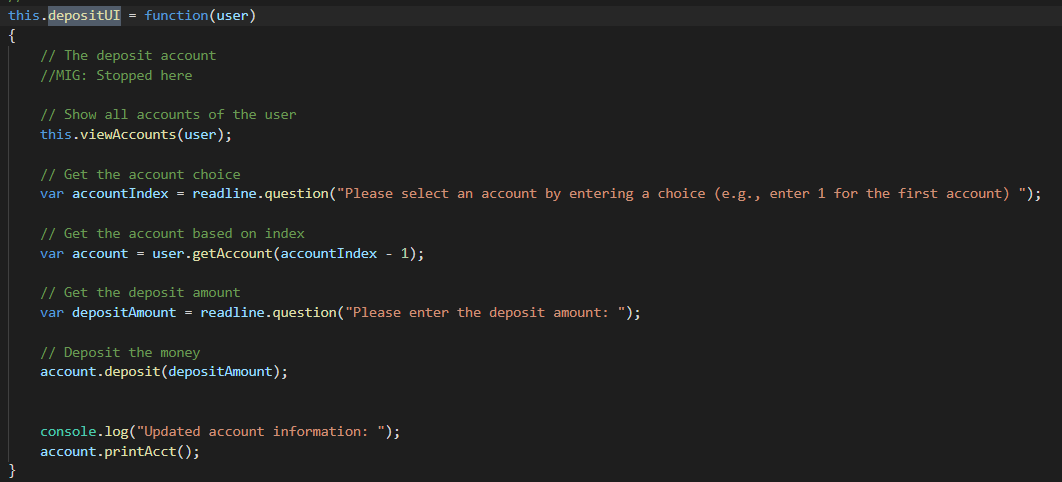 this.depositUI = function(user)
{
// The deposit account
//MIG: Stopped here
// Show all accounts of the user
this.viewAccounts(user);
// Get the account choice
var accountIndex = readline.question("Please select an account by entering a choice (e.g., enter 1 for the first account) ");
// Get the account based on index
var account = user.getAccount(accountIndex - 1);
// Get the deposit amount
var depositAmount = readline.question("Please enter the deposit amount: ");
// Deposit the money
account.deposit(depositAmount);
console.log("Updated account information: ");
account.printAcct();
}